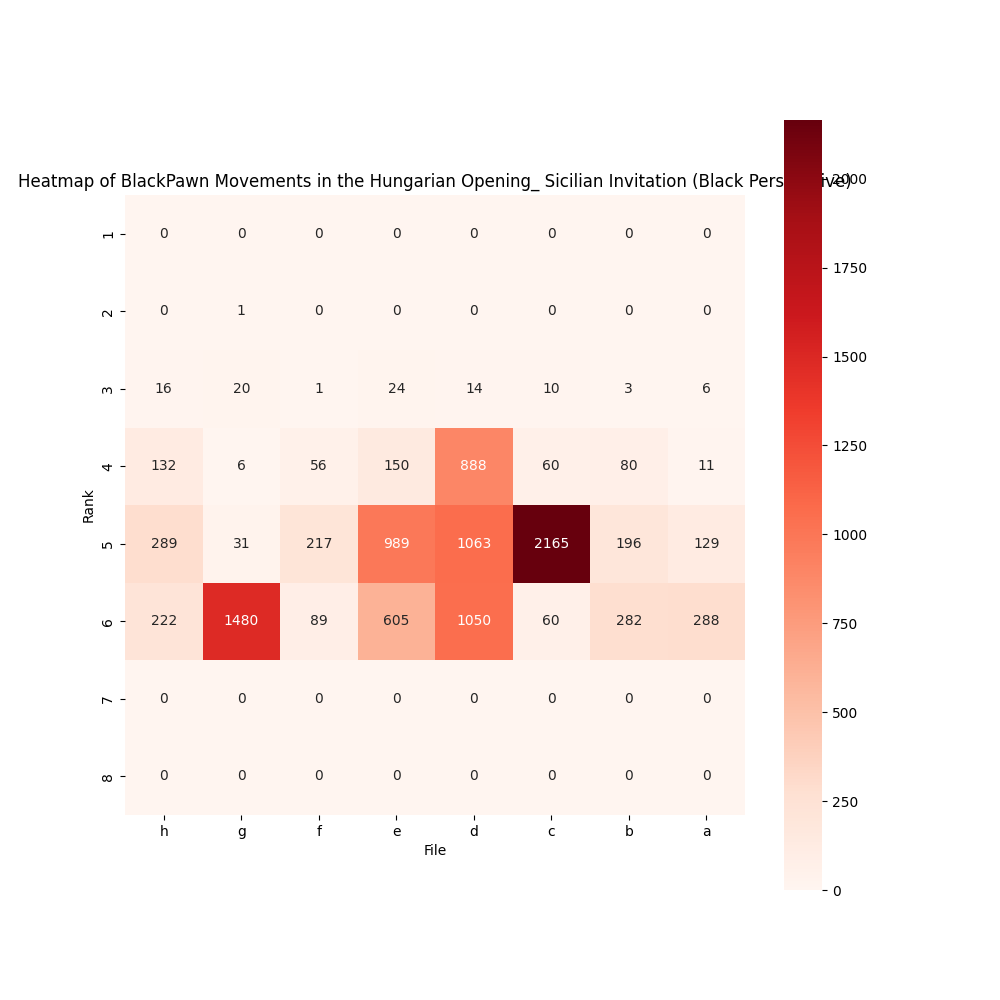 Heatmap of BlackPawn Movements in the Hungarian Opening_ Sicilian Invitation (Black Perspective)
2000
1 0 0 0 0 0 0 0 0
1750
2 0 1 0 0 0 0 0 0
1500
3 16 20 1 24 14 10 3 6
1250
4 132 6 56 150 888 60 80 11
Rank
1000
5 289 31 217 989 1063 2165 196 129
750
6 222 1480 89 605 1050 60 282 288
500
7 0 0 0 0 0 0 0 0
250
8 0 0 0 0 0 0 0 0
h g f e d c b a
File
0